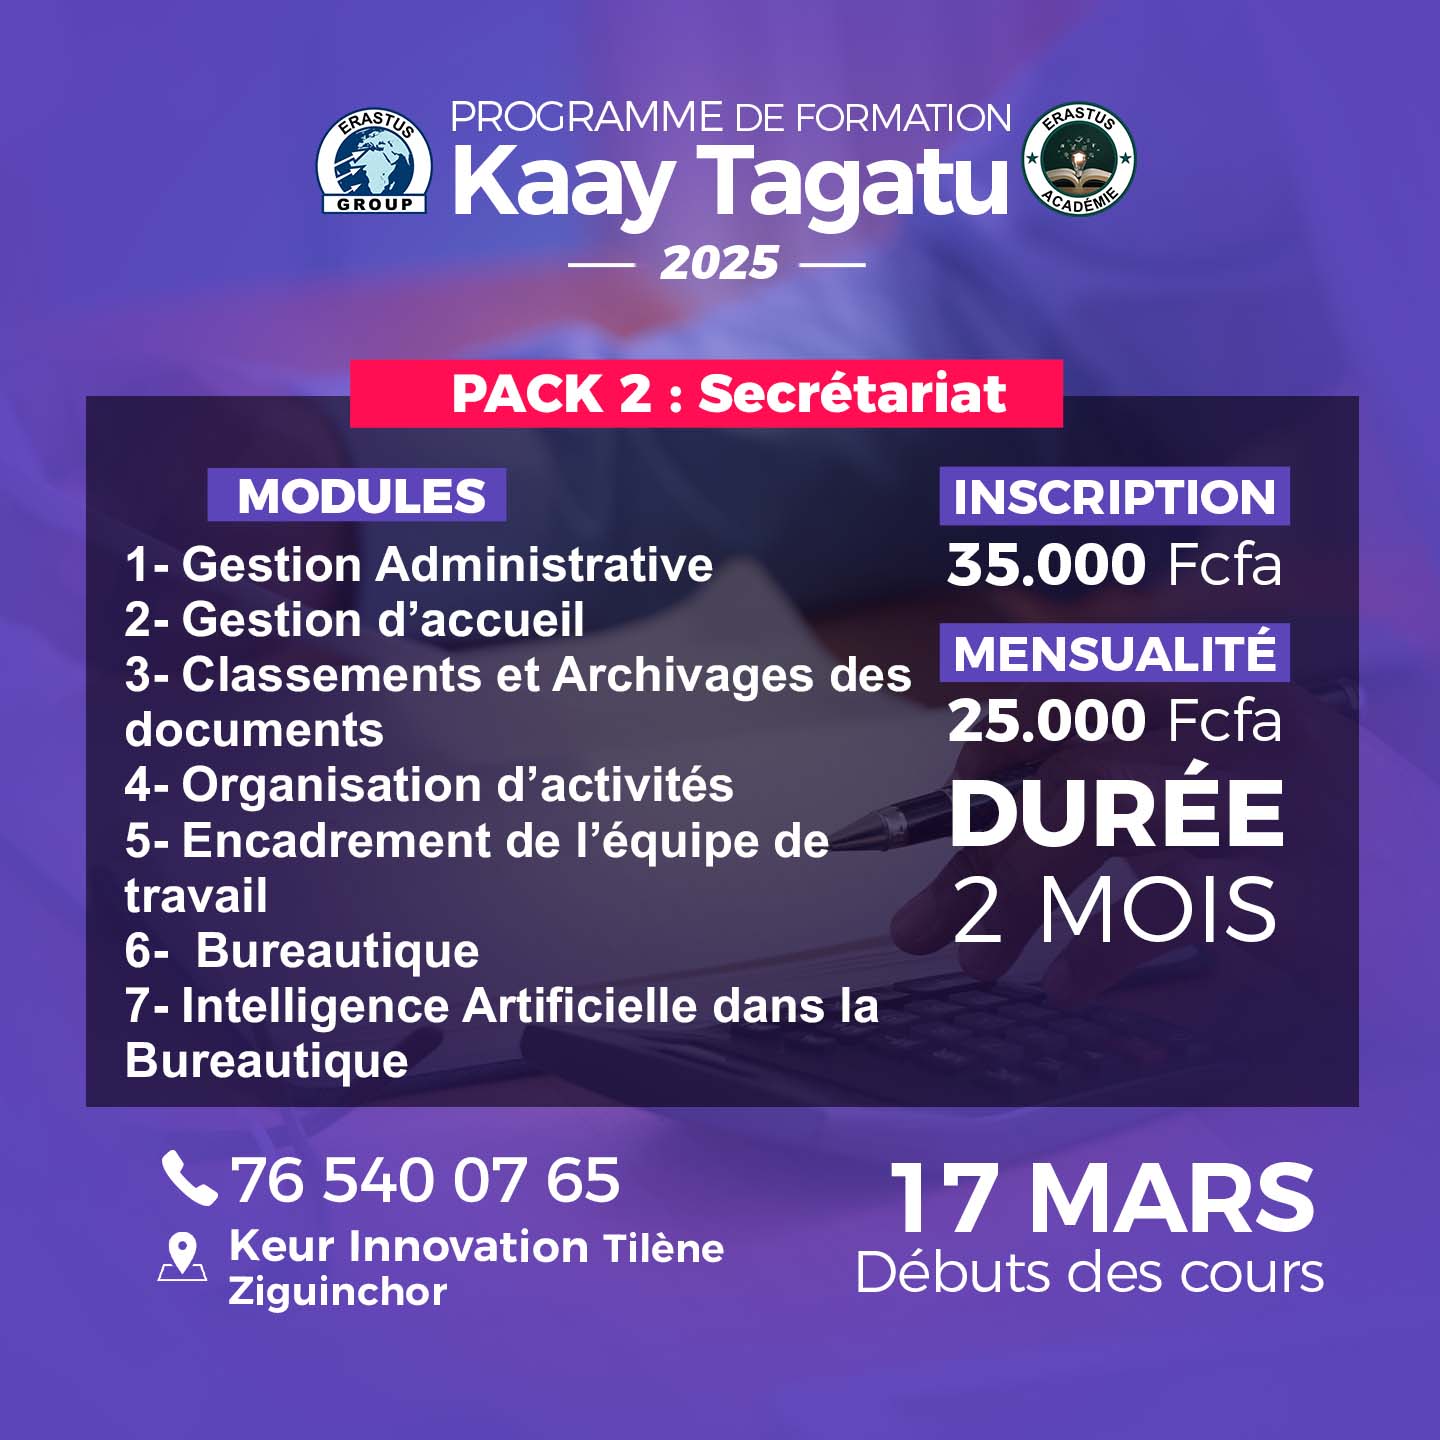 ERASTUS
GROUP
PROGRAMME DE FORMATION
Kaay Tagatu
2025
ERASTUS
ACADÉMIE
PACK 2 : Secrétariat
MODULES
1- Gestion Administrative
2- Gestion d’accueil
3- Classements et Archivages des
documents
4- Organisation d’activités
5- Encadrement de l’équipe de
travail
6-  Bureautique
7- Intelligence Artificielle dans la
Bureautique
INSCRIPTION
35.000 Fcfa
MENSUALITÉ
25.000 Fcfa
DURÉE
2 MOIS
76 540 07 65
Keur Innovation Tilène
Ziguinchor
17 MARS
Débuts des cours